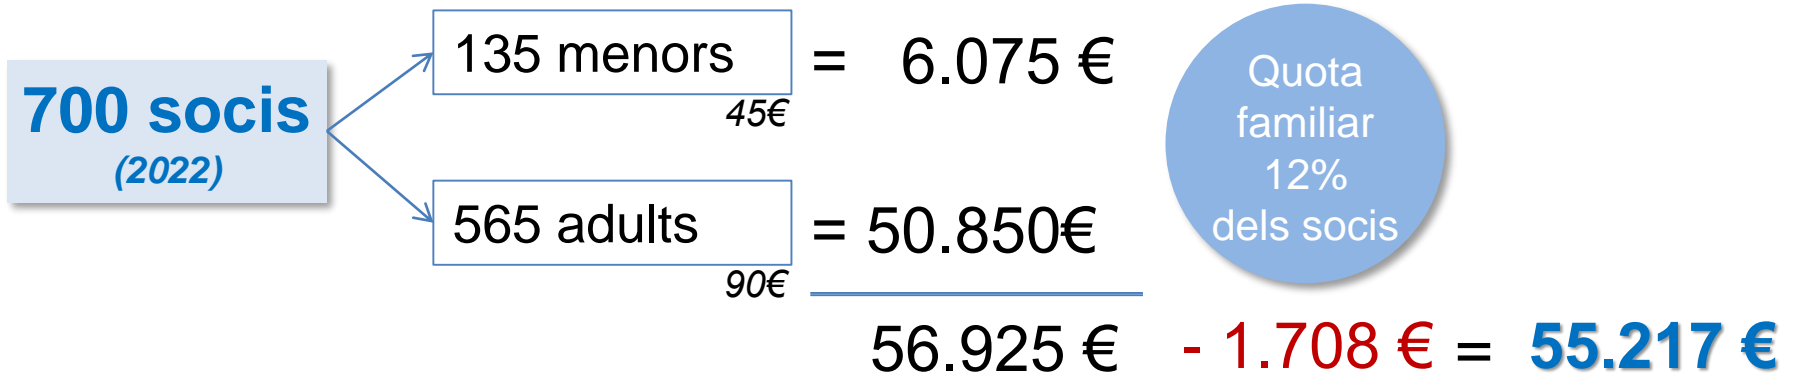 700 socis
(2022)
135 menors
45€
= 6.075 €
565 adults
90€
= 50.850€
Quota
familiar
12%
dels socis
56.925 € - 1.708 € = 55.217 €